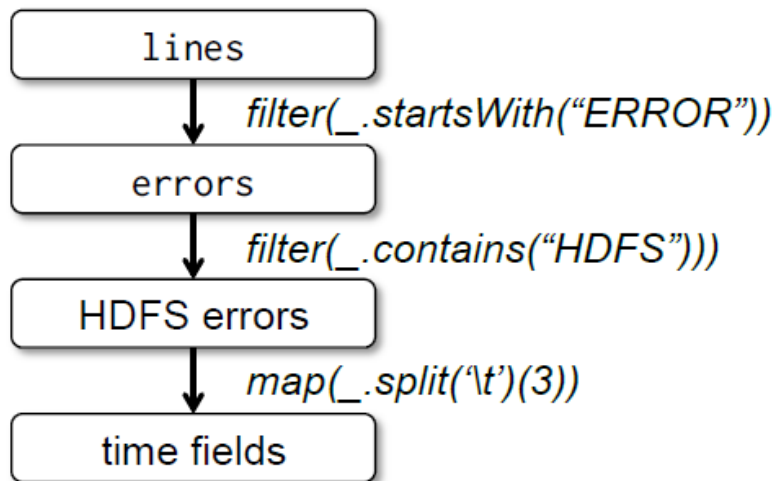 lines
filter(_.startsWith(“ERROR”))
errors
filter(_.contains(“HDFS”)))
HDFS errors
map(_.split(‘\t’)(3))
time fields